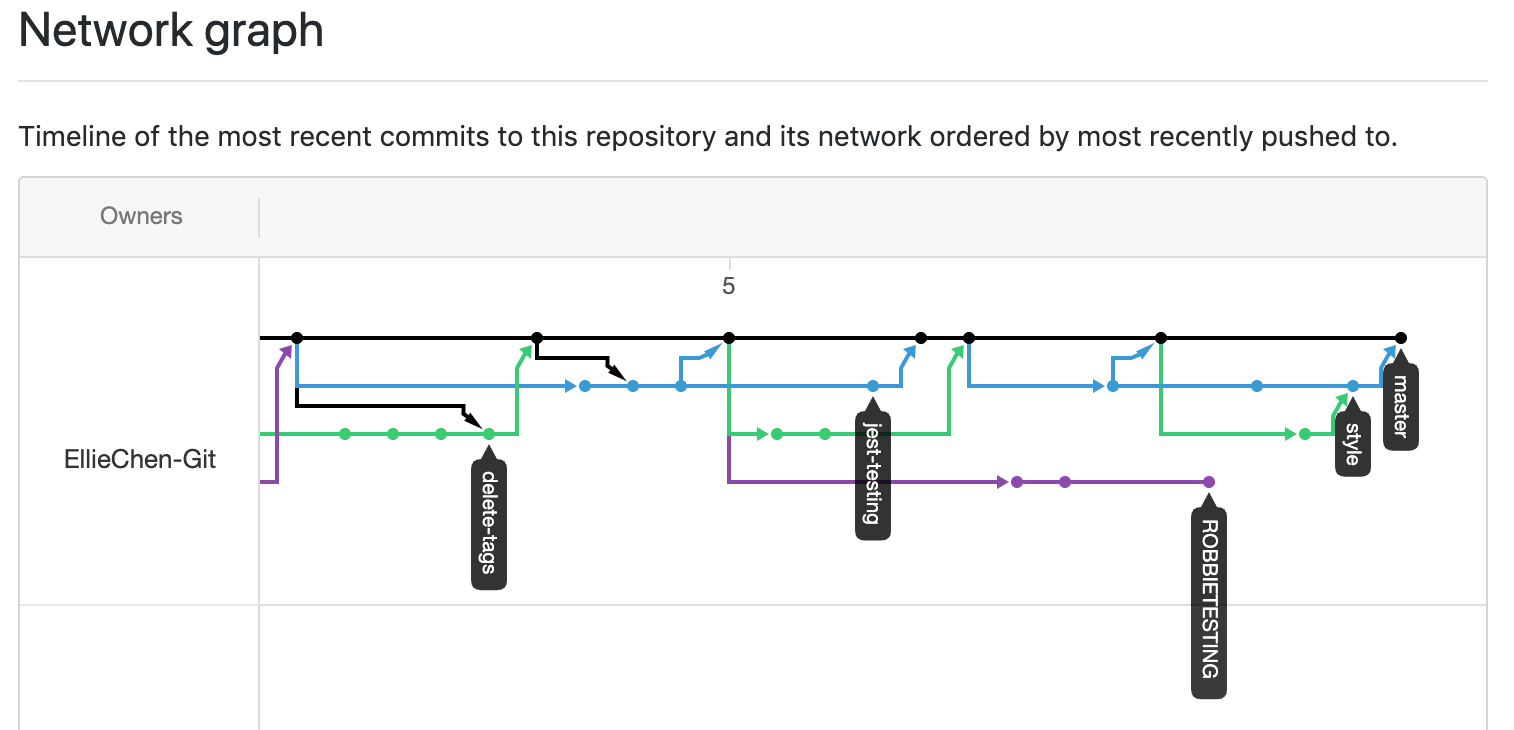 Network graph
Timeline of the most recent commits to this repository and its network ordered by most recently pushed to.
Owners
5
EllieChen-Git
delete-tags
jest-testing
ROBBIETESTING
style
master